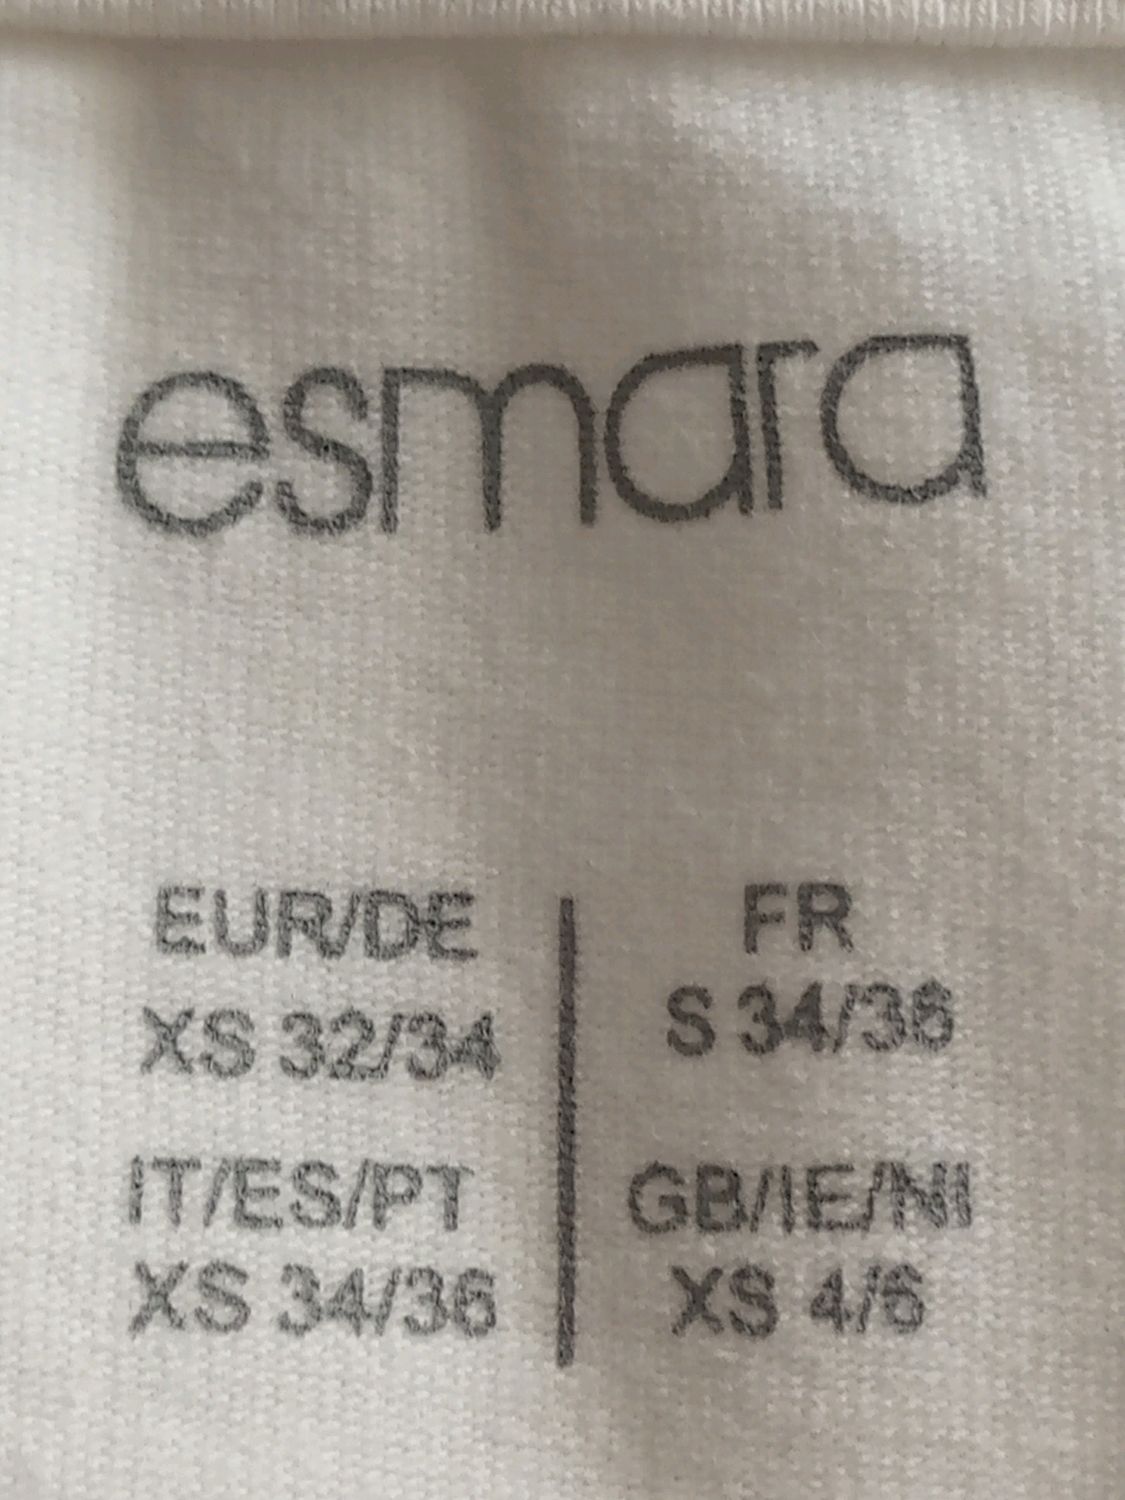 esmara
EUR/DE
XS 32/34
IT/ES/PT
XS 34/36
FR
S 34/36
GB/IE/NI
XS 4/6